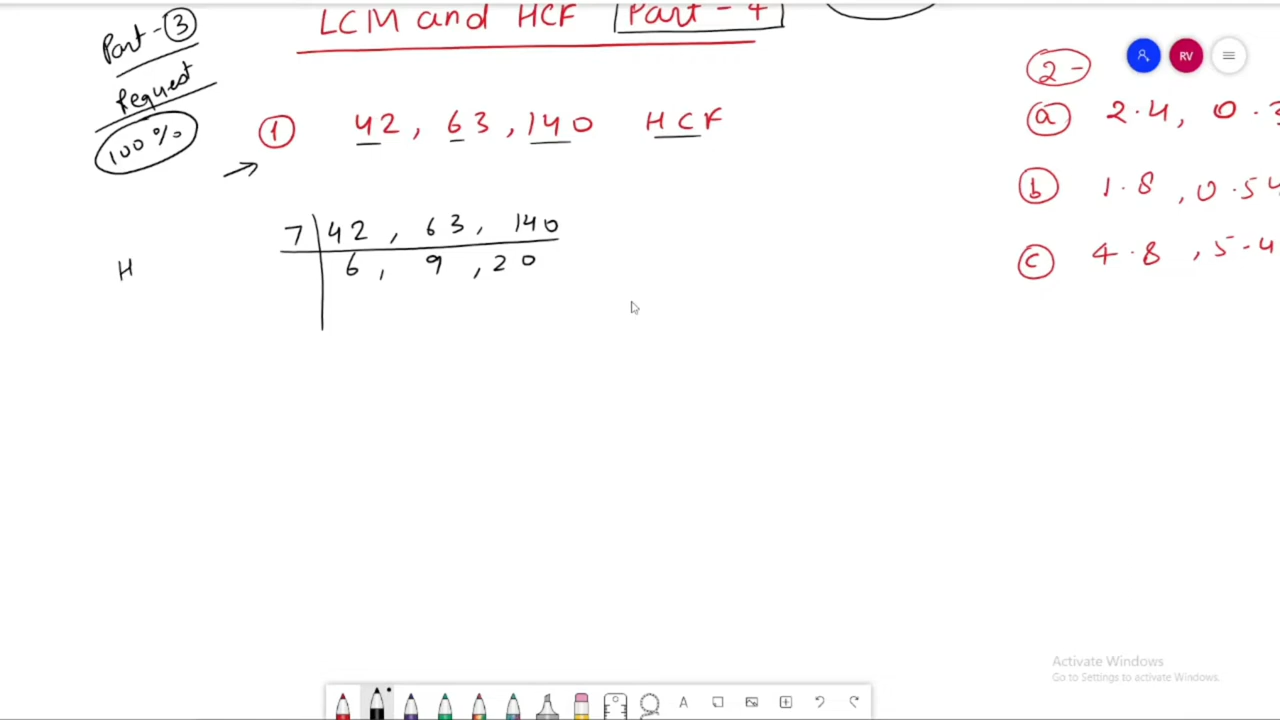 LCM and HCF Part - 4
Part - 3
Request
100%
1 42, 63, 140 HCF
7 42, 63, 140
6, 9, 20
H
2 -
a 2.4, 0.3
b 1.8, 0.54
c 4.8, 5.4
RV
A
Activate Windows
Go to Settings to activate Windows.